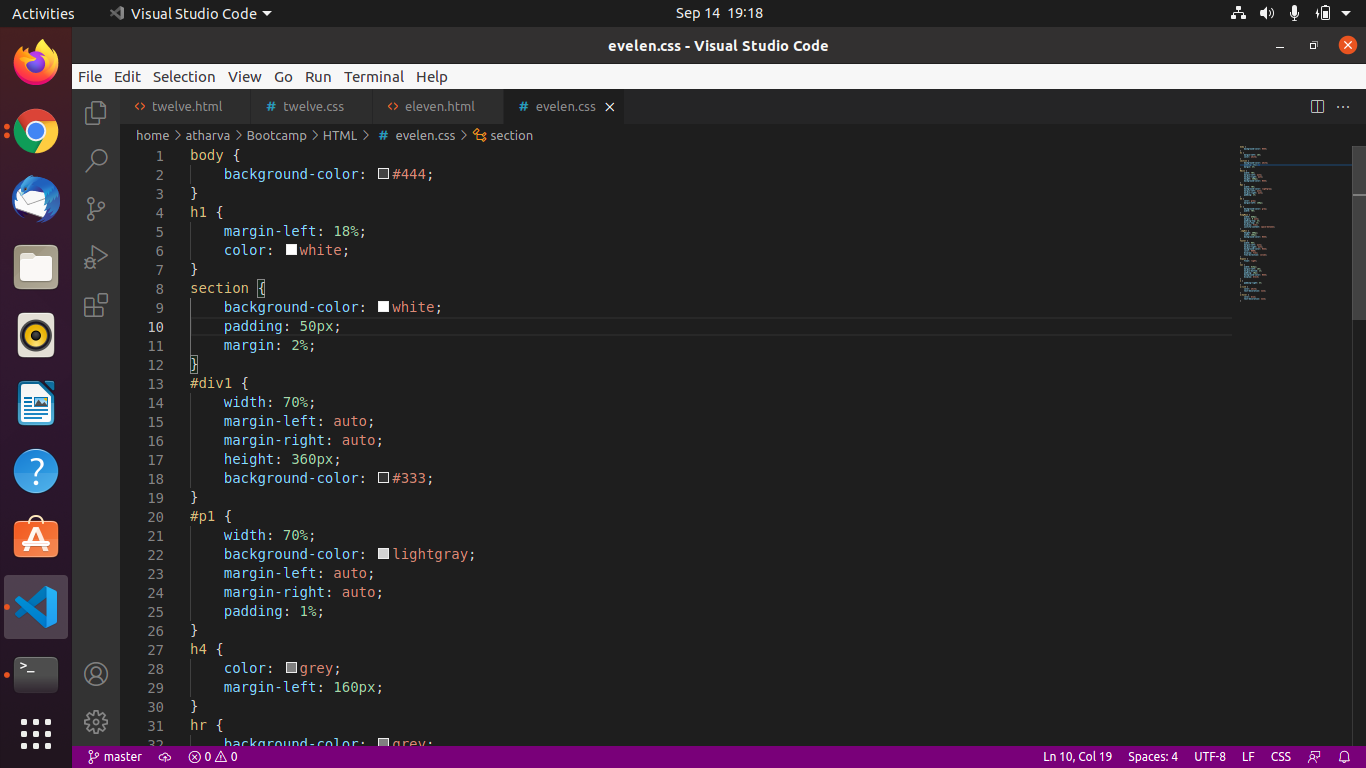 Activities Visual Studio Code Sep 14 19:18
evelen.css - Visual Studio Code
File Edit Selection View Go Run Terminal Help
twelve.html # twelve.css eleven.html # evelen.css
home > atharva > Bootcamp > HTML > # evelen.css > section
1 body {
2 background-color: #444;
3 }
4 h1 {
5 margin-left: 18%;
6 color: white;
7 }
8 section {
9 background-color: white;
10 padding: 50px;
11 margin: 2%;
12 }
13 #div1 {
14 width: 70%;
15 margin-left: auto;
16 margin-right: auto;
17 height: 360px;
18 background-color: #333;
19 }
20 #p1 {
21 width: 70%;
22 background-color: lightgray;
23 margin-left: auto;
24 margin-right: auto;
25 padding: 1%;
26 }
27 h4 {
28 color: grey;
29 margin-left: 160px;
30 }
31 hr {
32 background-color: grey;
master 0 0 Ln 10, Col 19 Spaces: 4 UTF-8 LF CSS